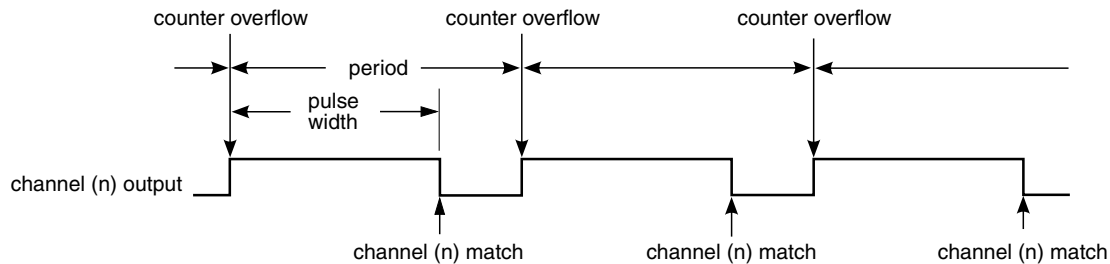 counter overflow
counter overflow
counter overflow
period
pulse
width
channel (n) output
channel (n) match
channel (n) match
channel (n) match